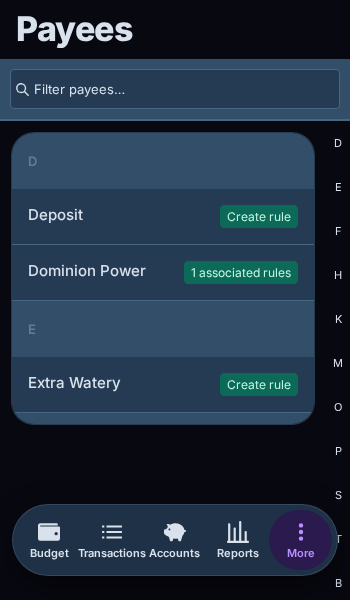 Payees
Filter payees...
D
Deposit
Create rule
Dominion Power
1 associated rules
E
Extra Watery
Create rule
D
E
F
H
K
M
O
P
S
T
B
Budget
Transactions
Accounts
Reports
More